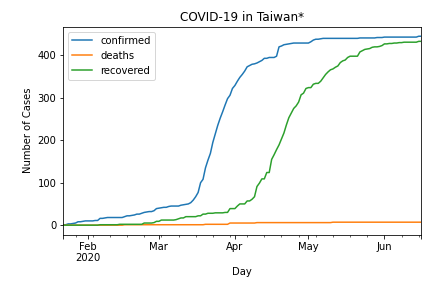 COVID-19 in Taiwan*
confirmed
deaths
recovered
Number of Cases
400
300
200
100
0
Feb
2020
Mar
Apr
May
Jun
Day